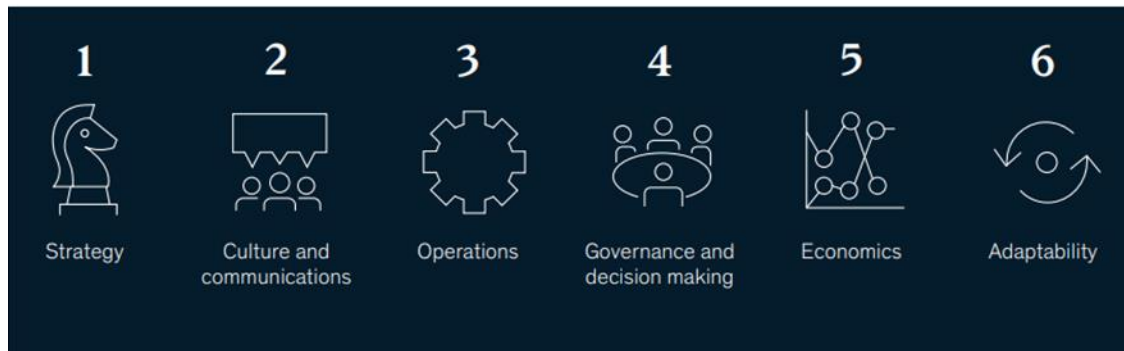 1
2
3
4
5
6
Strategy
Culture and
communications
Operations
Governance and
decision making
Economics
Adaptability